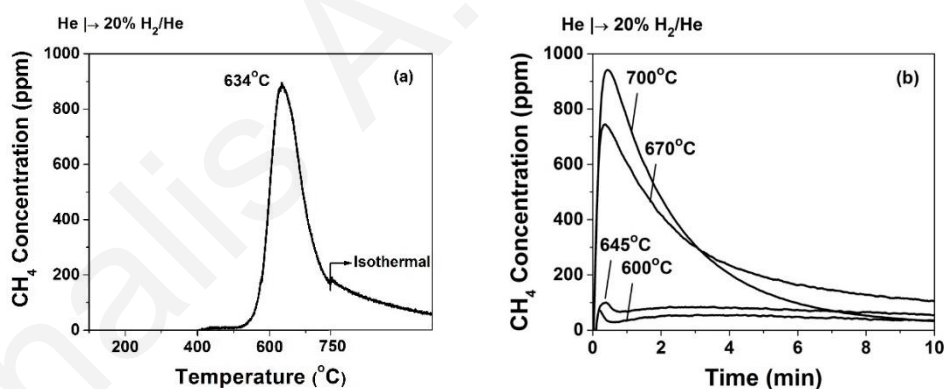 He |→ 20% H₂/He
(a)
634°C
Isothermal
CH₄ Concentration (ppm)
1000
800
600
400
200
0
200
400
600
750
Temperature (°C)
He |→ 20% H₂/He
(b)
700°C
670°C
645°C
600°C
CH₄ Concentration (ppm)
1000
800
600
400
200
0
0
2
4
6
8
10
Time (min)
nalis A.